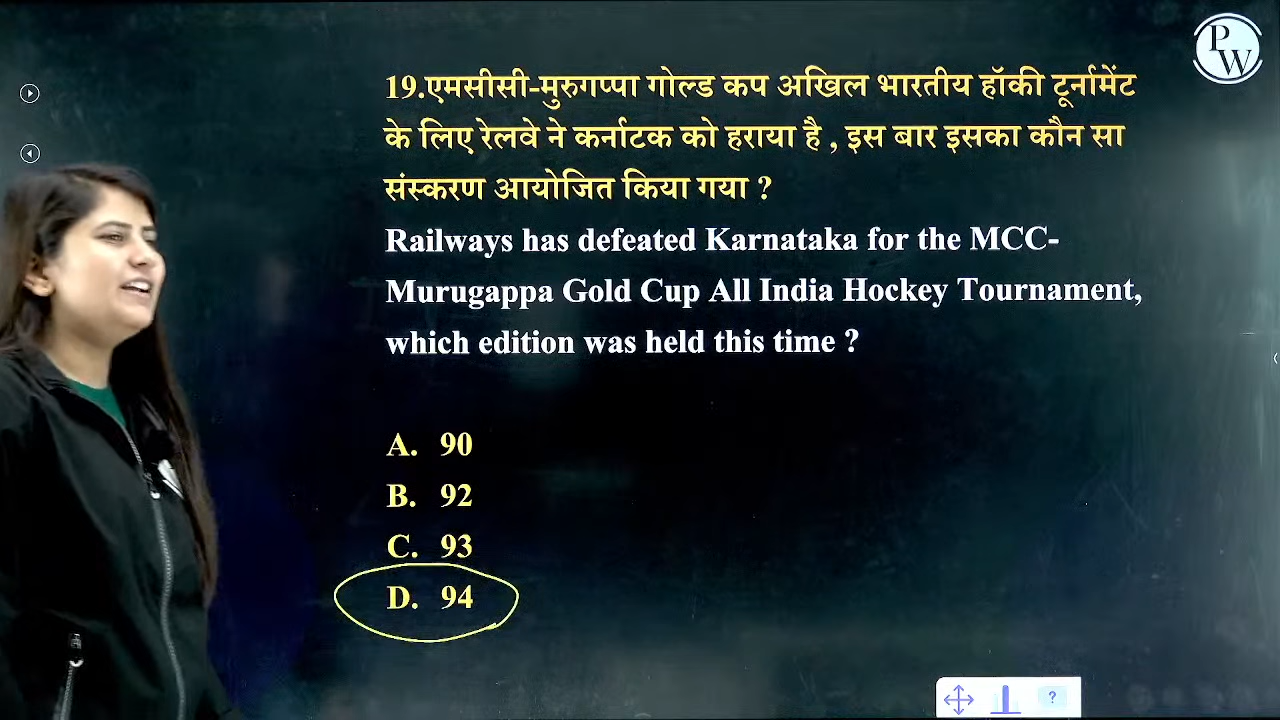 PW
19.एमसीसी-मुरुगप्पा गोल्ड कप अखिल भारतीय हॉकी टूर्नामेंट
के लिए रेलवे ने कर्नाटक को हराया है , इस बार इसका कौन सा
संस्करण आयोजित किया गया ?
Railways has defeated Karnataka for the MCC-
Murugappa Gold Cup All India Hockey Tournament,
which edition was held this time ?
A. 90
B. 92
C. 93
D. 94
?